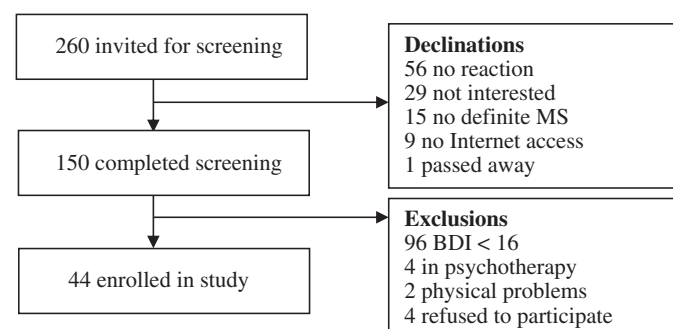 260 invited for screening
Declinations
56 no reaction
29 not interested
15 no definite MS
9 no Internet access
1 passed away
150 completed screening
Exclusions
96 BDI < 16
4 in psychotherapy
2 physical problems
4 refused to participate
44 enrolled in study